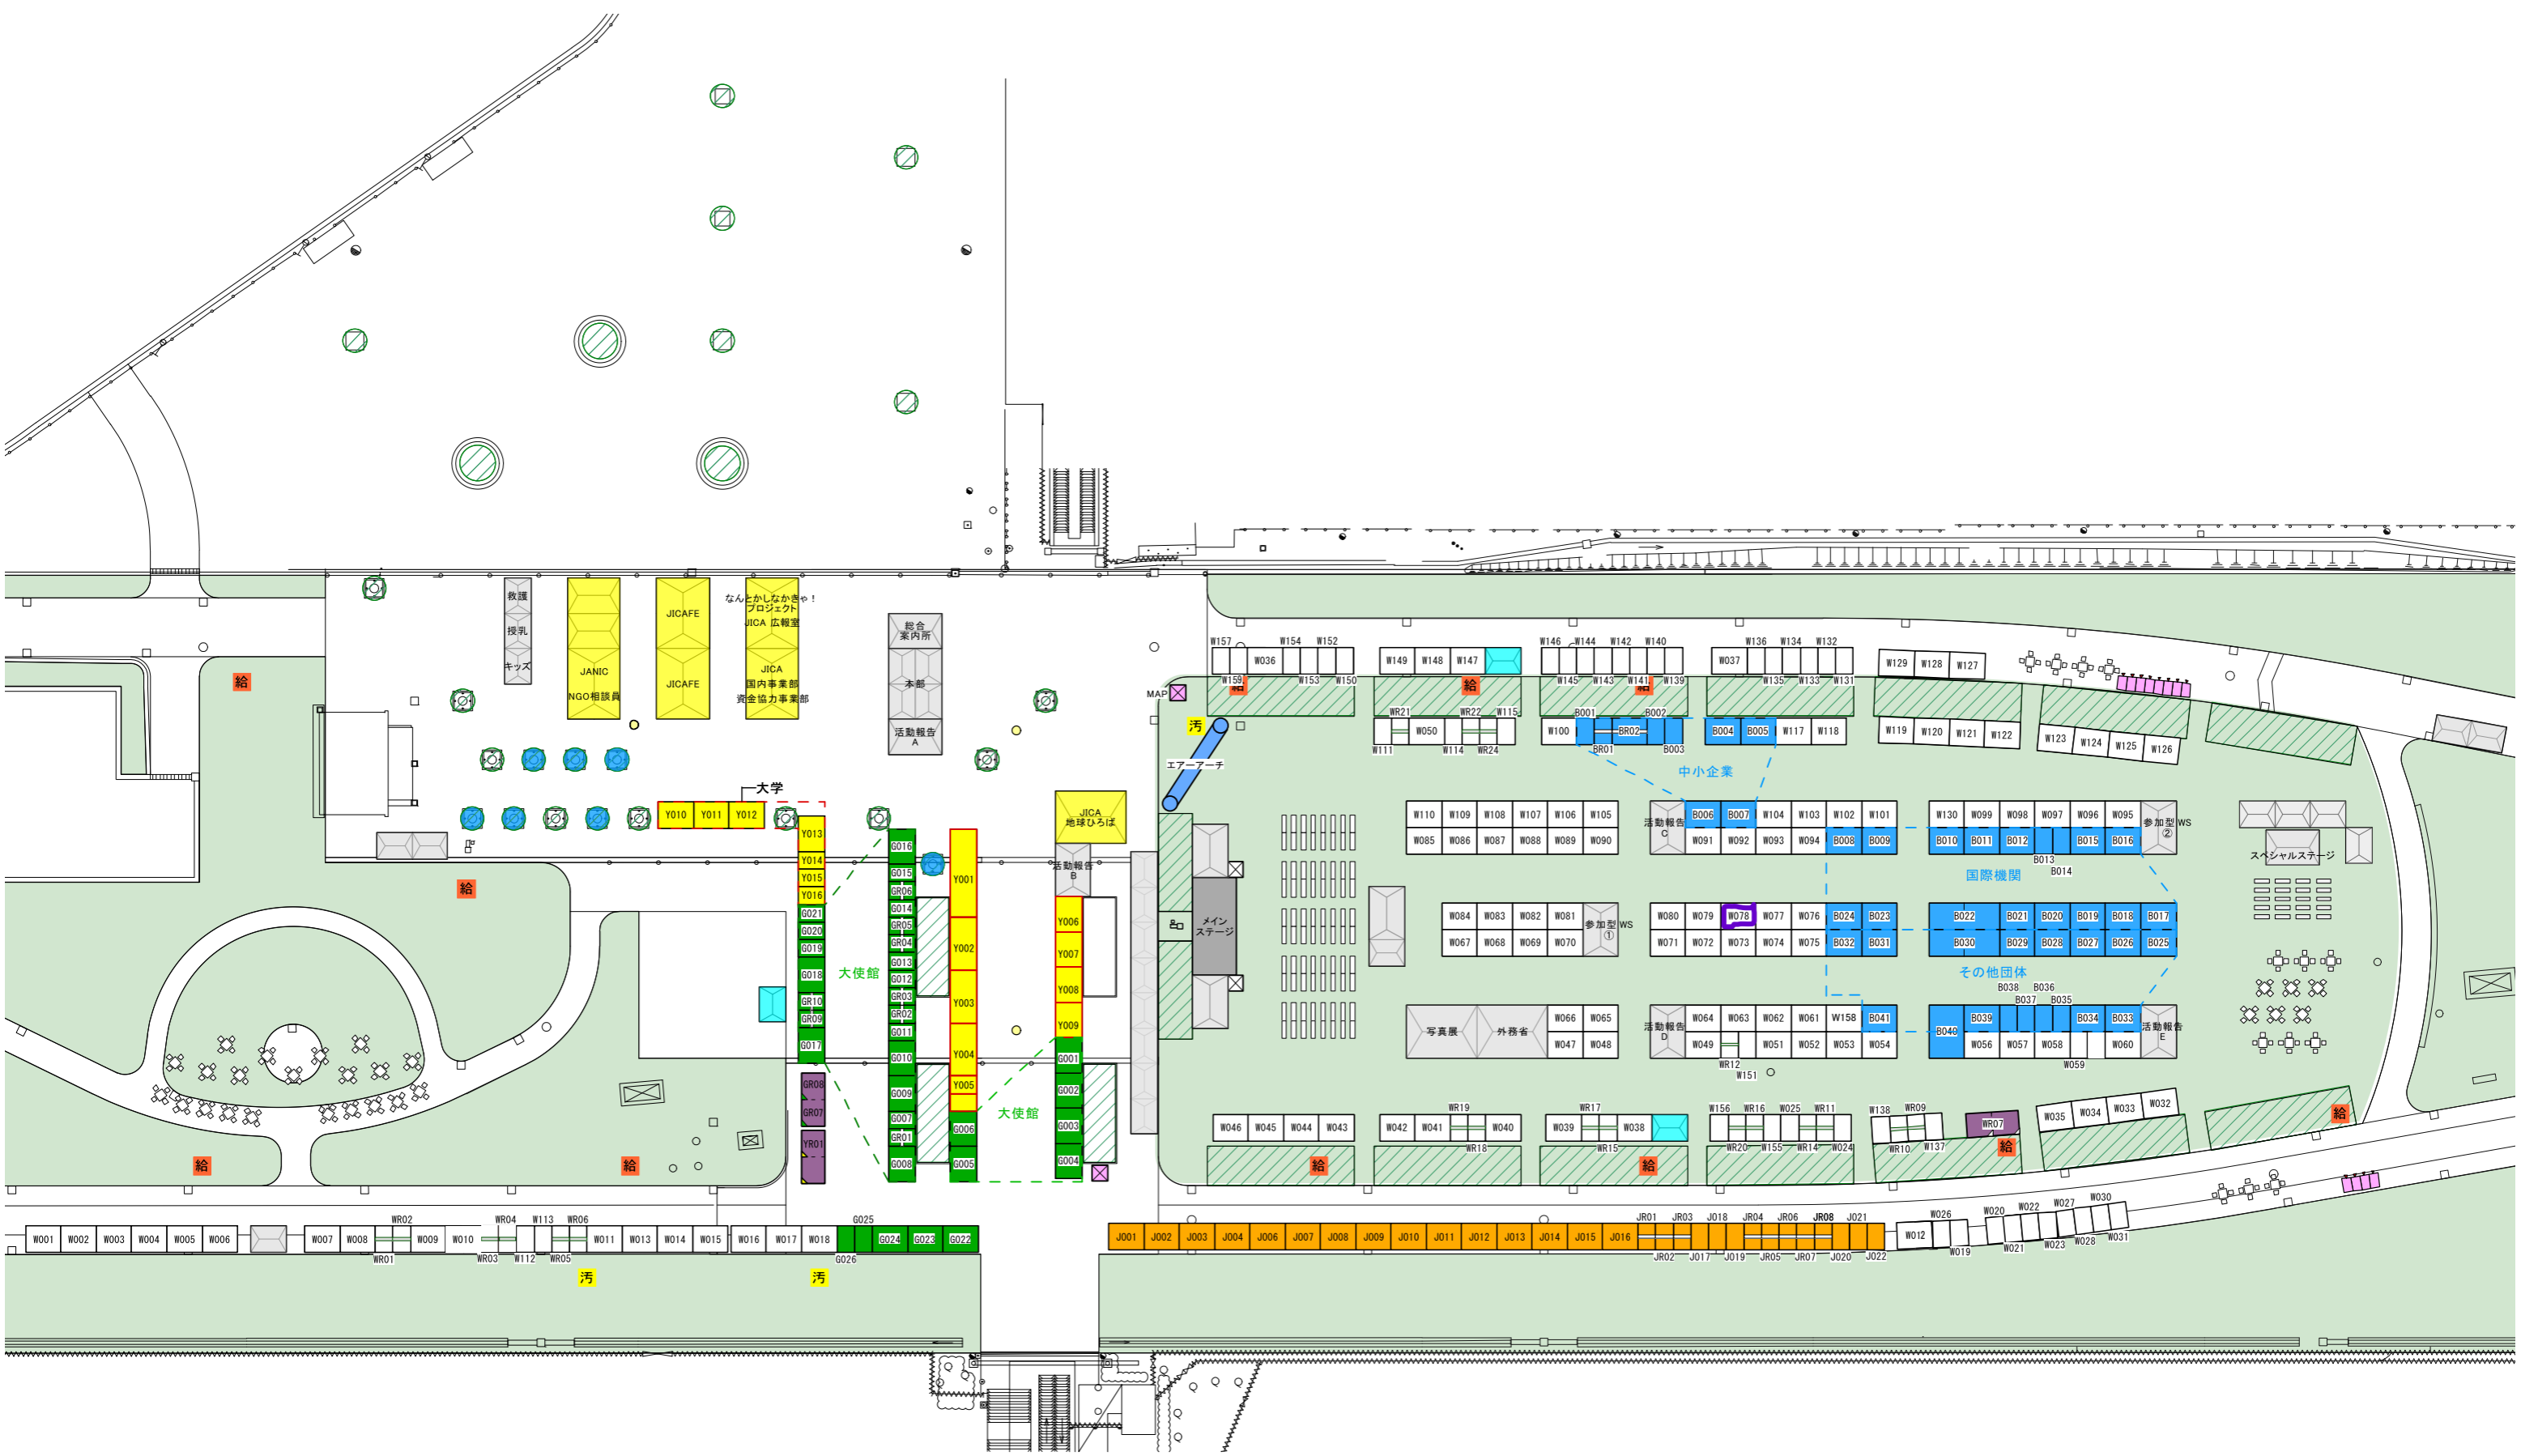 救護
授乳
キッズ
JANIC
NGO相談員
JICAFE
JICAFE
なんとかしなかきゃ！
プロジェクト
JICA 広報室
JICA
国内事業部
資金協力事業部
総合
案内所
本部
活動報告
A
給
W157 W154 W152
W036
W159 W153 W150
W149 W148 W147
W146 W144 W142 W140
W145 W143 W141 W139
W136 W134 W132
W037
W135 W133 W131
W129 W128 W127
MAP
給 給 給
汚
エアーアーチ
WR21 WR22 W115
W050
W111 W114 WR24
B001 B002
W100 BR02
BR01 B003
B004 B005 W117 W118
W119 W120 W121 W122
W123 W124 W125 W126
中小企業
大学
Y010 Y011 Y012
Y013
Y014
Y015
Y016
G021
G020
G019
G018
GR10
GR09
G017
GR08
GR07
YR01
大使館
G016
G015
GR06
G014
GR05
GR04
G013
G012
GR03
GR02
G011
G010
G009
G007
GR01
G008
Y001
Y002
Y003
Y004
Y005
G006
G005
大使館
JICA
地球ひろば
活動報告
B
Y006
Y007
Y008
Y009
G001
G002
G003
G004
メイン
ステージ
W110 W109 W108 W107 W106 W105
W085 W086 W087 W088 W089 W090
活動報告
C
B006 B007 W104 W103 W102 W101
W091 W092 W093 W094 B008 B009
W130 W099 W098 W097 W096 W095
B010 B011 B012 B015 B016
B013
B014
参加型WS
②
スペシャルステージ
国際機関
W084 W083 W082 W081
W067 W068 W069 W070
参加型WS
①
W080 W079 W078 W077 W076 B024 B023
W071 W072 W073 W074 W075 B032 B031
B022 B021 B020 B019 B018 B017
B030 B029 B028 B027 B026 B025
その他団体
写真展
外務省
W066 W065
W047 W048
活動報告
D
W064 W063 W062 W061 W158 B041
W049 W051 W052 W053 W054
WR12
W151
B038 B036
B037 B035
B040 B039 B034 B033
W056 W057 W058 W060
W059
活動報告
E
給
給
給
W046 W045 W044 W043
WR19
W042 W041 W040
WR18
WR17
W039 W038
WR15
W156 WR16 W025 WR11
WR20 W155 WR14 W024
W138 WR09
WR10 W137
WR07
W035 W034 W033 W032
給 給 給 給
W001 W002 W003 W004 W005 W006
WR02 WR04 W113 WR06
W007 W008 W009 W010 W011 W013 W014 W015
WR01 WR03 W112 WR05
G025
W016 W017 W018 G024 G023 G022
G026
汚 汚
JR01 JR03 J018 JR04 JR06 JR08 J021
J001 J002 J003 J004 J006 J007 J008 J009 J010 J011 J012 J013 J014 J015 J016
JR02 J017 J019 JR05 JR07 J020 J022
W026
W012
W019
W020 W022 W027 W030
W021 W023 W028 W031